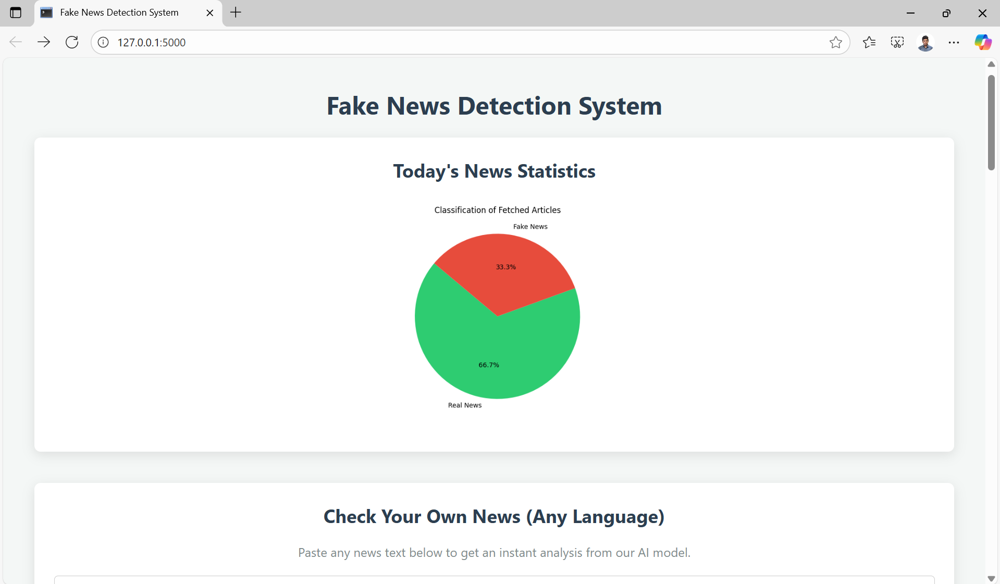 Fake News Detection System
127.0.0.1:5000
Fake News Detection System
Today's News Statistics
Classification of Fetched Articles
Fake News
33.3%
66.7%
Real News
Check Your Own News (Any Language)
Paste any news text below to get an instant analysis from our AI model.